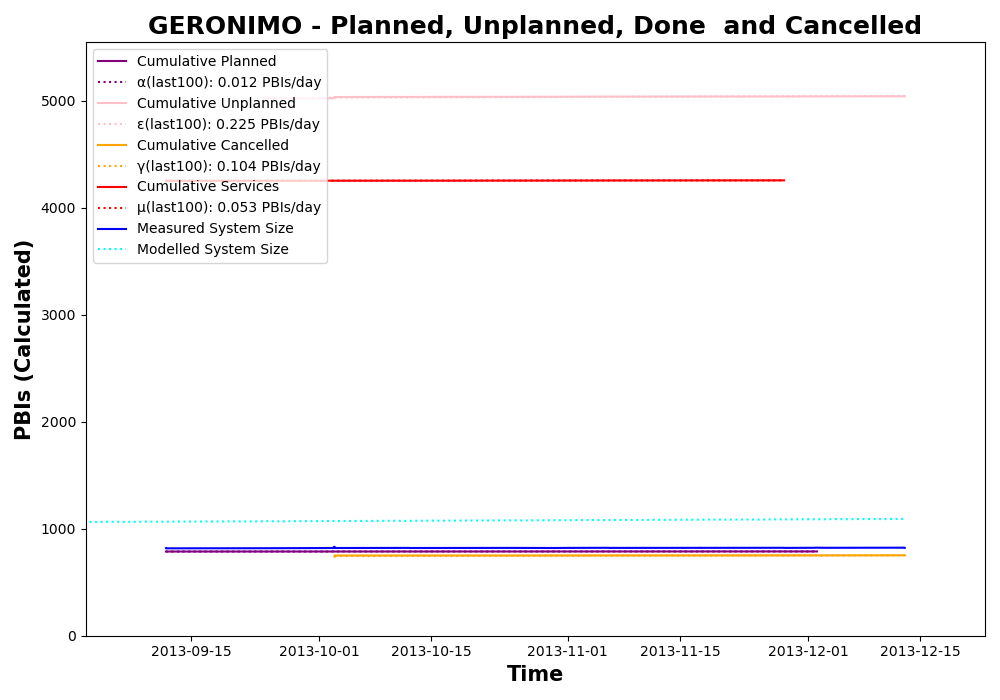 GERONIMO - Planned, Unplanned, Done  and Cancelled
Cumulative Planned
α(last100): 0.012 PBIs/day
Cumulative Unplanned
ε(last100): 0.225 PBIs/day
Cumulative Cancelled
γ(last100): 0.104 PBIs/day
Cumulative Services
μ(last100): 0.053 PBIs/day
Measured System Size
Modelled System Size
PBIs (Calculated)
5000
4000
3000
2000
1000
0
2013-09-15
2013-10-01
2013-10-15
2013-11-01
2013-11-15
2013-12-01
2013-12-15
Time